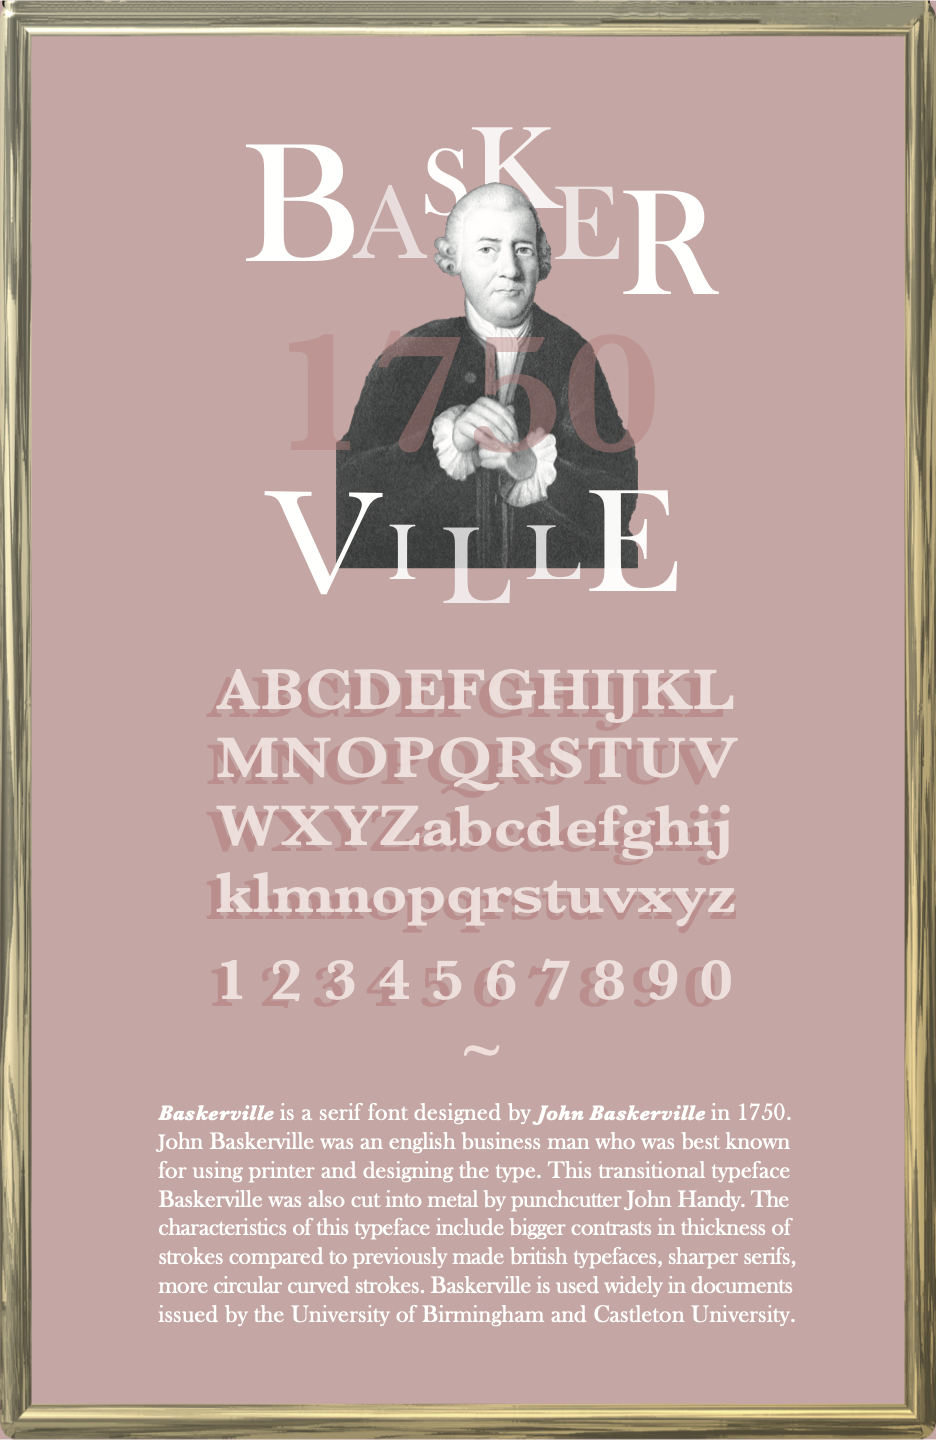 BASKER
1750
VILLE
ABCDEFGHIJKL
MNOPQRSTUV
WXYZabcdefghij
klmnopqrstuvxyz
1 2 3 4 5 6 7 8 9 0
~
Baskerville is a serif font designed by John Baskerville in 1750.
John Baskerville was an english business man who was best known
for using printer and designing the type. This transitional typeface
Baskerville was also cut into metal by punchcutter John Handy. The
characteristics of this typeface include bigger contrasts in thickness of
strokes compared to previously made british typefaces, sharper serifs,
more circular curved strokes. Baskerville is used widely in documents
issued by the University of Birmingham and Castleton University.